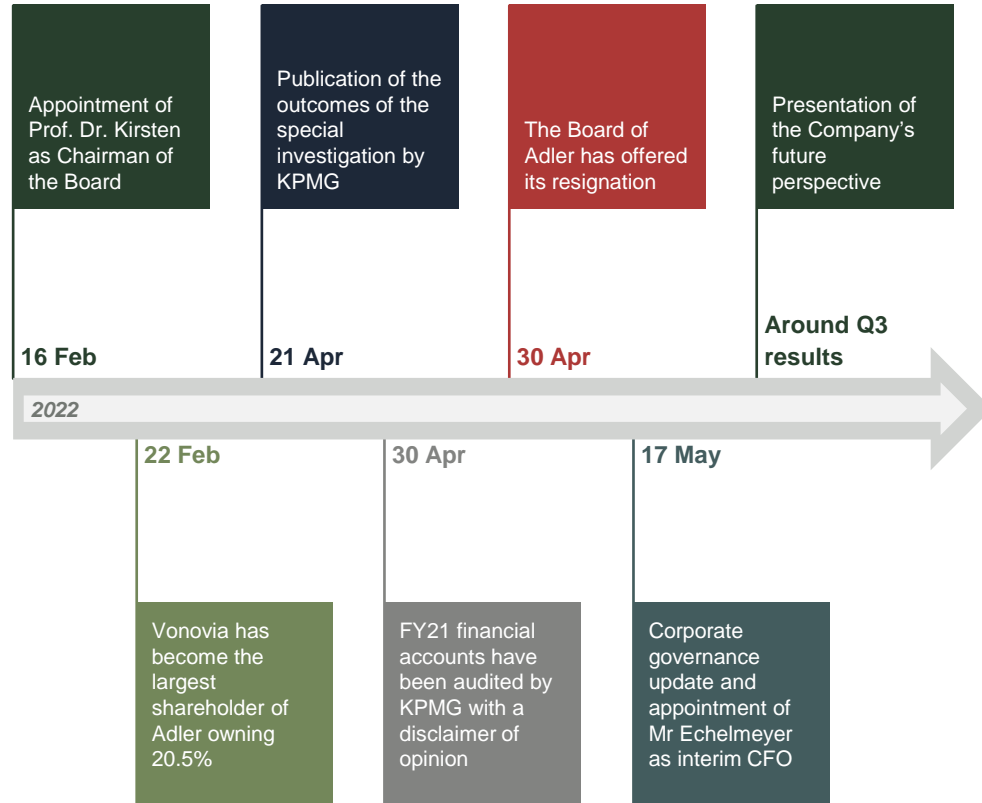 Appointment of
Prof. Dr. Kirsten
as Chairman of
the Board
Publication of the
outcomes of the
special
investigation by
KPMG
The Board of
Adler has offered
its resignation
Presentation of
the Company’s
future
perspective
16 Feb
21 Apr
30 Apr
Around Q3
results
2022
22 Feb
30 Apr
17 May
Vonovia has
become the
largest
shareholder of
Adler owning
20.5%
FY21 financial
accounts have
been audited by
KPMG with a
disclaimer of
opinion
Corporate
governance
update and
appointment of
Mr Echelmeyer
as interim CFO